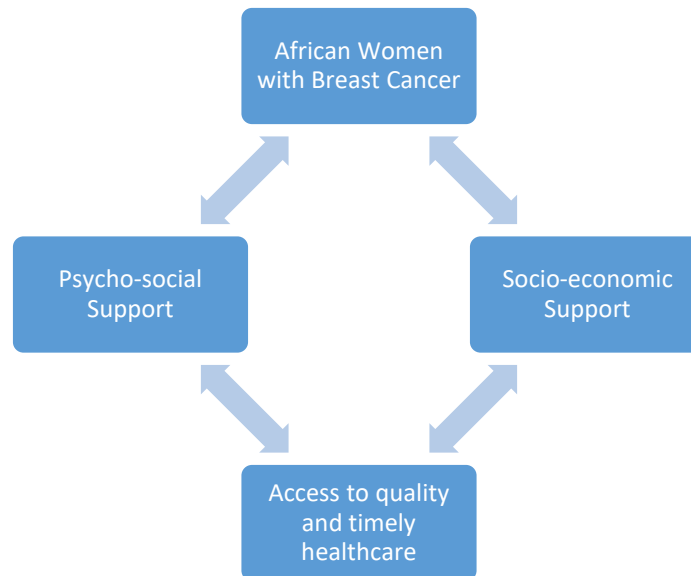 African Women
with Breast Cancer
Psycho-social
Support
Socio-economic
Support
Access to quality
and timely
healthcare